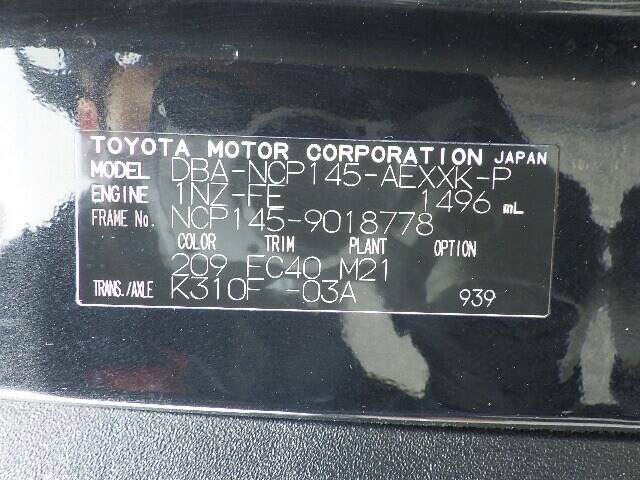 TOYOTA MOTOR CORPORATION JAPAN
MODEL DBA-NCP145-AEXXK-P
ENGINE 1NZ-FE 1496 mL
FRAME No. NCP145-9018778
COLOR TRIM PLANT OPTION
209 EC40 M21
TRANS./AXLE K310F -03A 939